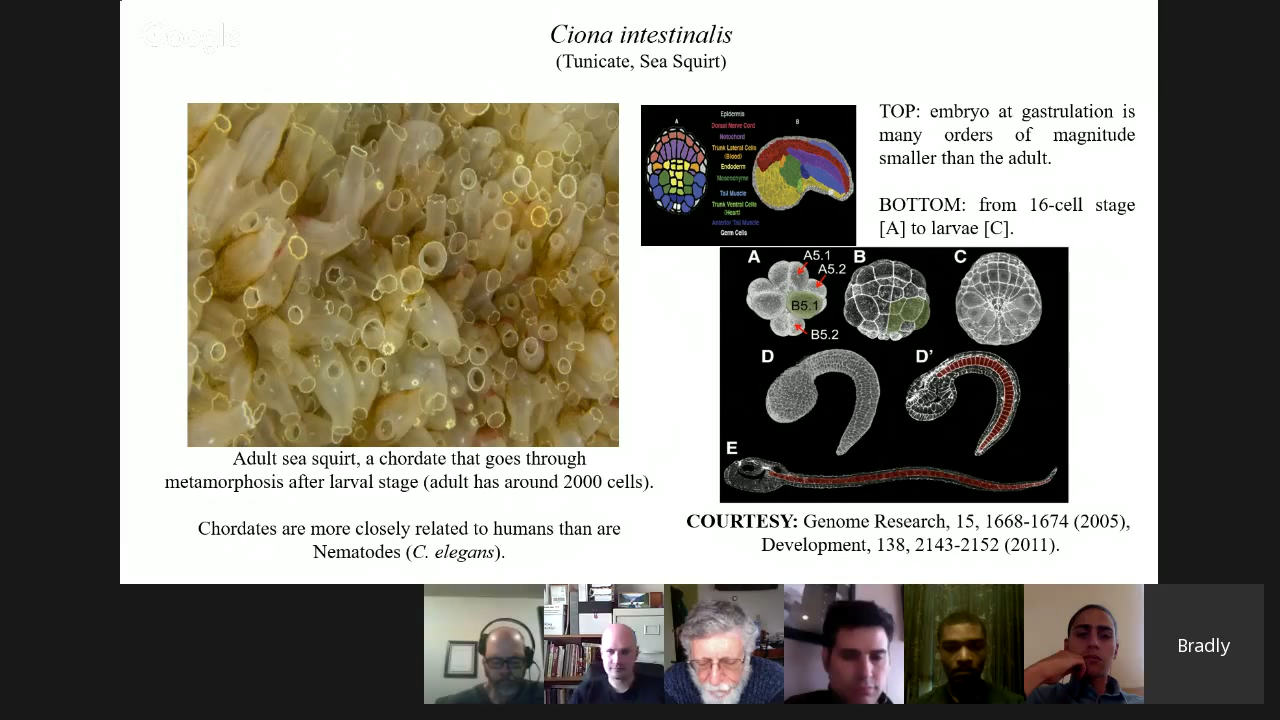 Google
Ciona intestinalis
(Tunicate, Sea Squirt)
A
B
Epidermis
Dorsal Nerve Cord
Notochord
Trunk Lateral Cells
(Blood)
Endoderm
Mesenchyme
Tail Muscle
Trunk Ventral Cells
(Heart)
Anterior Tail Muscle
Germ Cells
TOP: embryo at gastrulation is
many orders of magnitude
smaller than the adult.
BOTTOM: from 16-cell stage
[A] to larvae [C].
A
A5.1
A5.2
B5.1
B5.2
B
C
D
D’
E
Adult sea squirt, a chordate that goes through
metamorphosis after larval stage (adult has around 2000 cells).
Chordates are more closely related to humans than are
Nematodes (C. elegans).
COURTESY: Genome Research, 15, 1668-1674 (2005),
Development, 138, 2143-2152 (2011).
Bradly